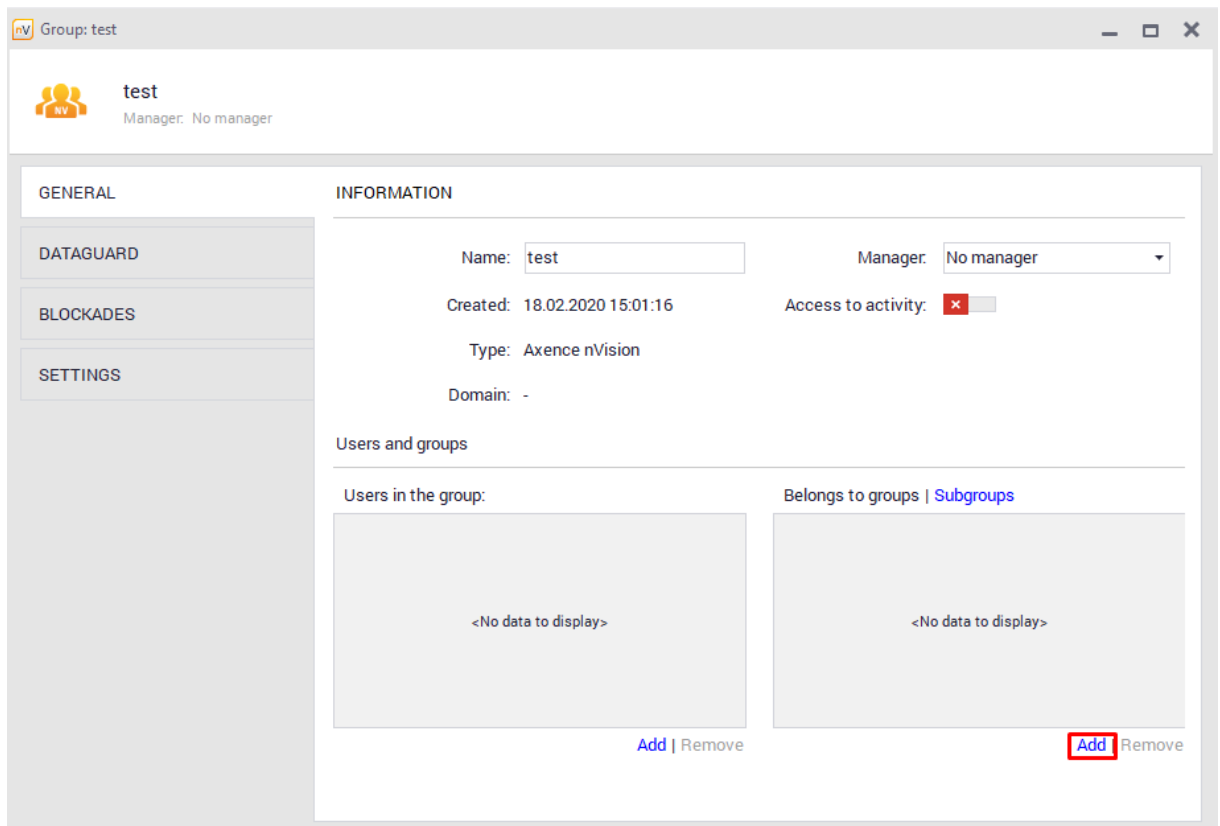 nV Group: test
NV
test
Manager: No manager
GENERAL
DATAGUARD
BLOCKADES
SETTINGS
INFORMATION
Name: test
Manager: No manager
Created: 18.02.2020 15:01:16
Access to activity:
Type: Axence nVision
Domain: -
Users and groups
Users in the group:
Belongs to groups | Subgroups
<No data to display>
<No data to display>
Add | Remove
Add | Remove